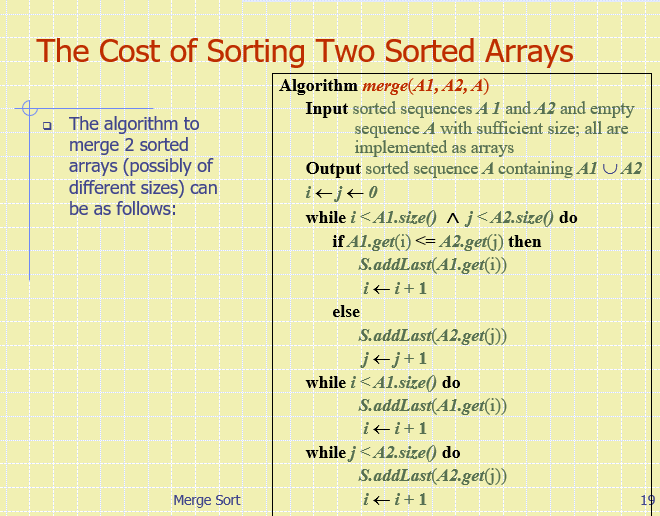 The Cost of Sorting Two Sorted Arrays
The algorithm to
merge 2 sorted
arrays (possibly of
different sizes) can
be as follows:
Algorithm merge(A1, A2, A)
Input sorted sequences A 1 and A2 and empty
sequence A with sufficient size; all are
implemented as arrays
Output sorted sequence A containing A1 ∪ A2
i ← j ← 0
while i < A1.size() ∧ j < A2.size() do
if A1.get(i) <= A2.get(j) then
S.addLast(A1.get(i))
i ← i + 1
else
S.addLast(A2.get(j))
j ← j + 1
while i < A1.size() do
S.addLast(A1.get(i))
i ← i + 1
while j < A2.size() do
S.addLast(A2.get(j))
i ← i + 1
Merge Sort
19